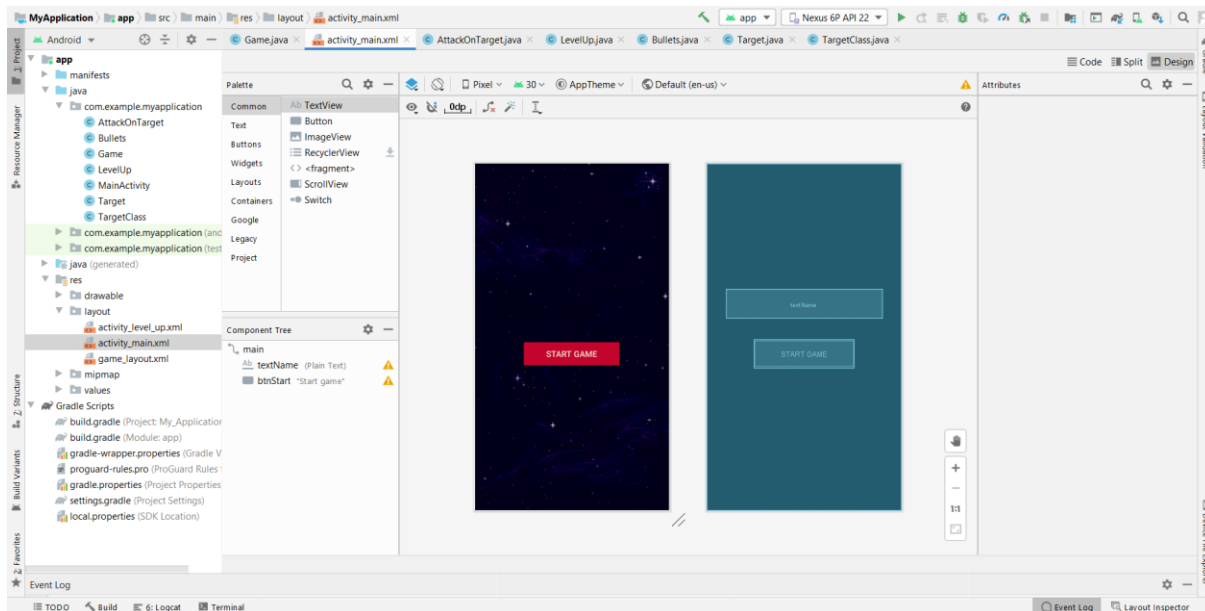 MyApplication app src main res layout activity_main.xml
app Nexus 6P API 22
Android
Game.java activity_main.xml AttackOnTarget.java LevelUp.java Bullets.java Target.java TargetClass.java
Code Split Design
1: Project
Resource Manager
Z: Structure
Build Variants
2: Favorites
app
manifests
java
com.example.myapplication
AttackOnTarget
Bullets
Game
LevelUp
MainActivity
Target
TargetClass
com.example.myapplication (and
com.example.myapplication (test
java (generated)
res
drawable
layout
activity_level_up.xml
activity_main.xml
game_layout.xml
mipmap
values
Gradle Scripts
build.gradle (Project: My_Application
build.gradle (Module: app)
gradle-wrapper.properties (Gradle V
proguard-rules.pro (ProGuard Rules
gradle.properties (Project Properties
settings.gradle (Project Settings)
local.properties (SDK Location)
Palette
Common
Text
Buttons
Widgets
Layouts
Containers
Google
Legacy
Project
Ab TextView
Button
ImageView
RecyclerView
<> <fragment>
ScrollView
Switch
Component Tree
main
Ab textName (Plain Text)
btnStart "Start game"
Pixel 30 AppTheme Default (en-us)
0dp
START GAME
textName
START GAME
1:1
Attributes
Event Log
TODO Build 6: Logcat Terminal
Event Log Layout Inspector